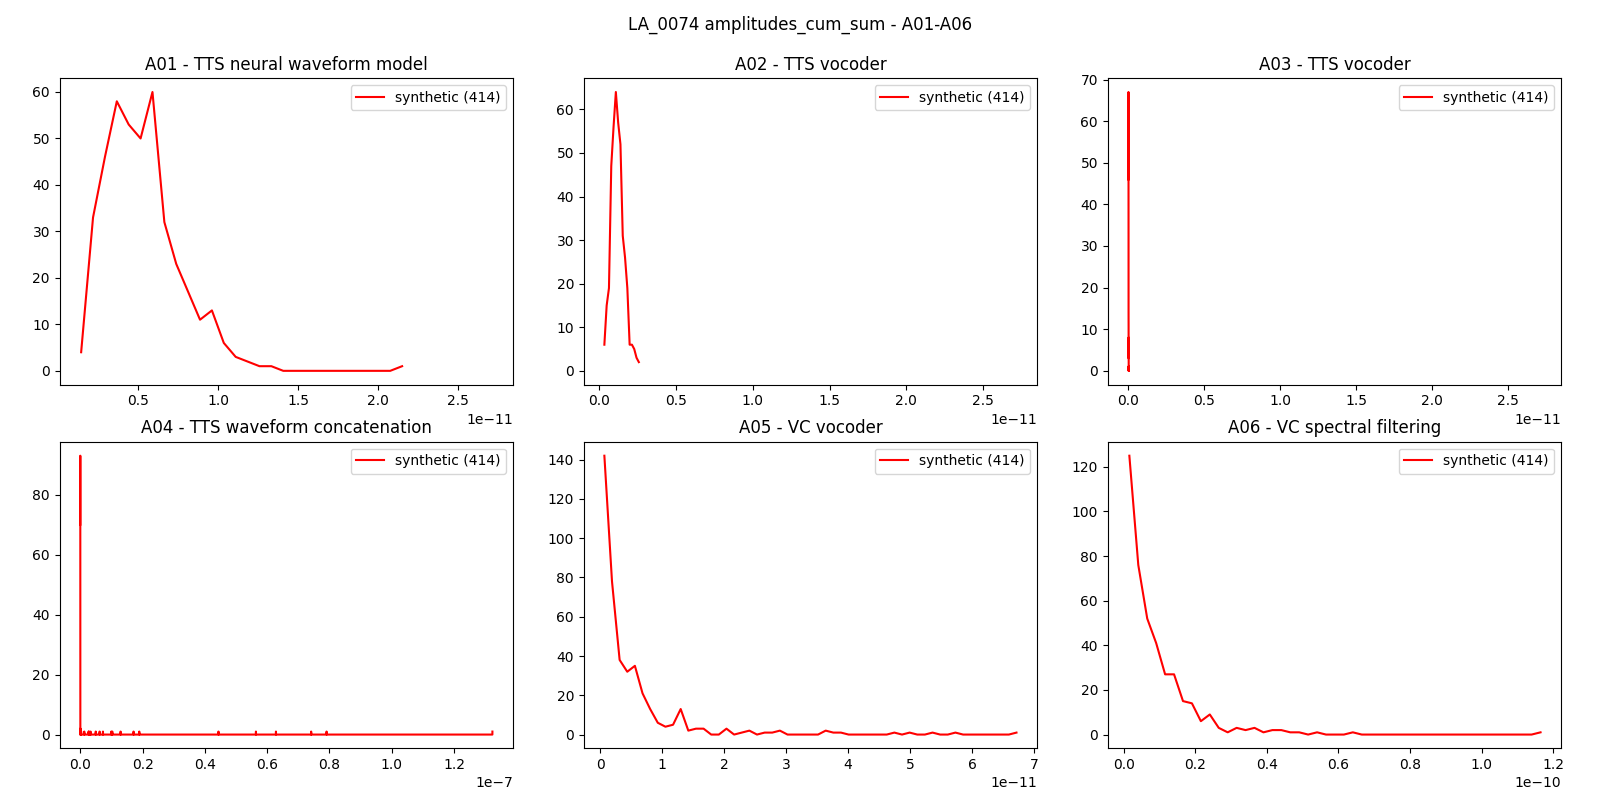 LA_0074 amplitudes_cum_sum - A01-A06
A01 - TTS neural waveform model
synthetic (414)
60
50
40
30
20
10
0
0.5 1.0 1.5 2.0 2.5
1e−11
A02 - TTS vocoder
synthetic (414)
60
50
40
30
20
10
0
0.0 0.5 1.0 1.5 2.0 2.5
1e−11
A03 - TTS vocoder
synthetic (414)
70
60
50
40
30
20
10
0
0.0 0.5 1.0 1.5 2.0 2.5
1e−11
A04 - TTS waveform concatenation
synthetic (414)
80
60
40
20
0
0.0 0.2 0.4 0.6 0.8 1.0 1.2
1e−7
A05 - VC vocoder
synthetic (414)
140
120
100
80
60
40
20
0
0 1 2 3 4 5 6 7
1e−11
A06 - VC spectral filtering
synthetic (414)
120
100
80
60
40
20
0
0.0 0.2 0.4 0.6 0.8 1.0 1.2
1e−10